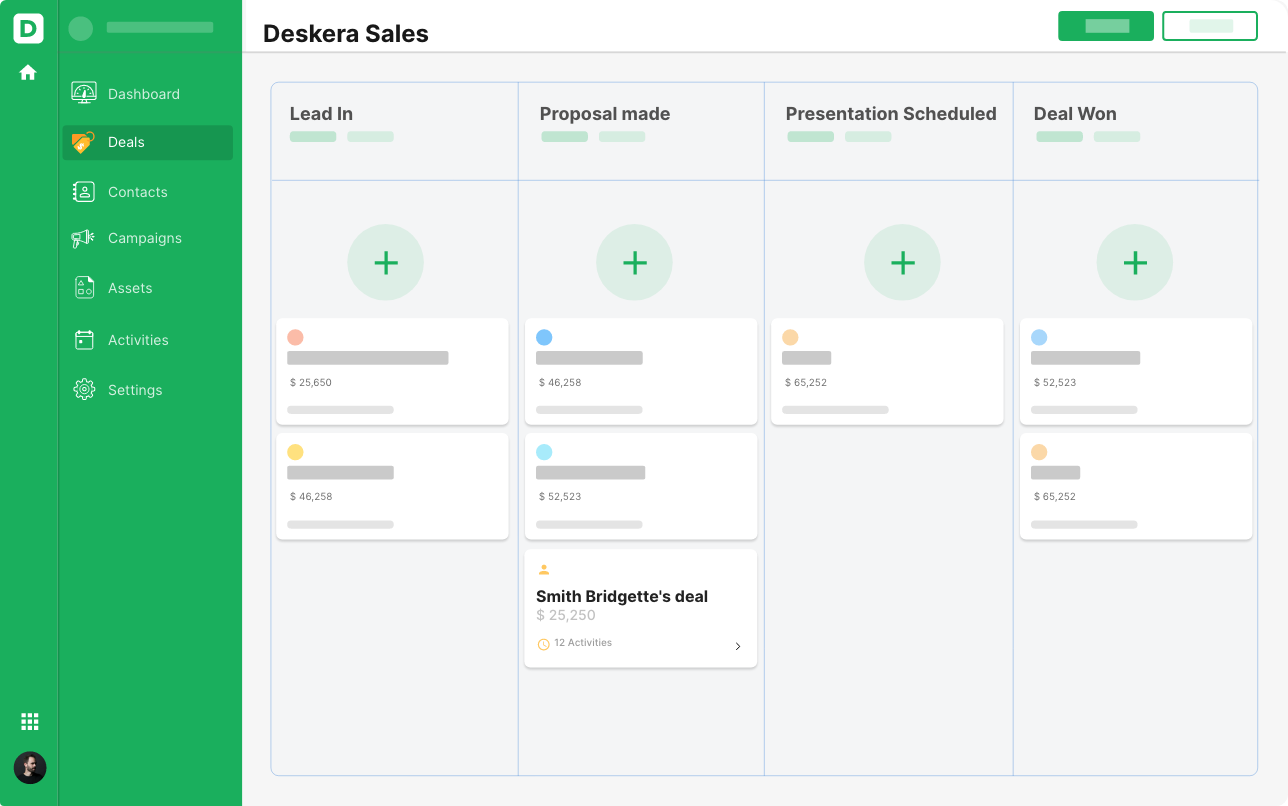 D
Deskera Sales
Dashboard
Deals
Contacts
Campaigns
Assets
Activities
Settings
Lead In
$ 25,650
$ 46,258
Proposal made
$ 46,258
$ 52,523
Smith Bridgette's deal
$ 25,250
12 Activities
Presentation Scheduled
$ 65,252
Deal Won
$ 52,523
$ 65,252